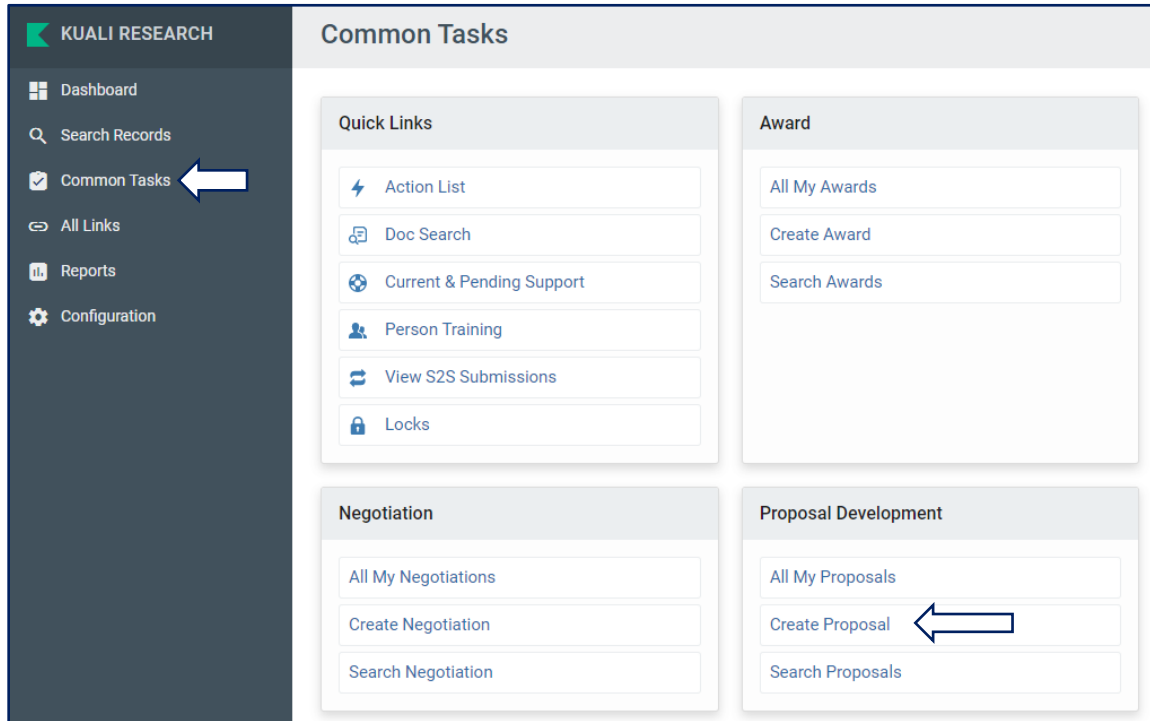 KUALI RESEARCH
Dashboard
Search Records
Common Tasks
All Links
Reports
Configuration
Common Tasks
Quick Links
Action List
Doc Search
Current & Pending Support
Person Training
View S2S Submissions
Locks
Award
All My Awards
Create Award
Search Awards
Negotiation
All My Negotiations
Create Negotiation
Search Negotiation
Proposal Development
All My Proposals
Create Proposal
Search Proposals